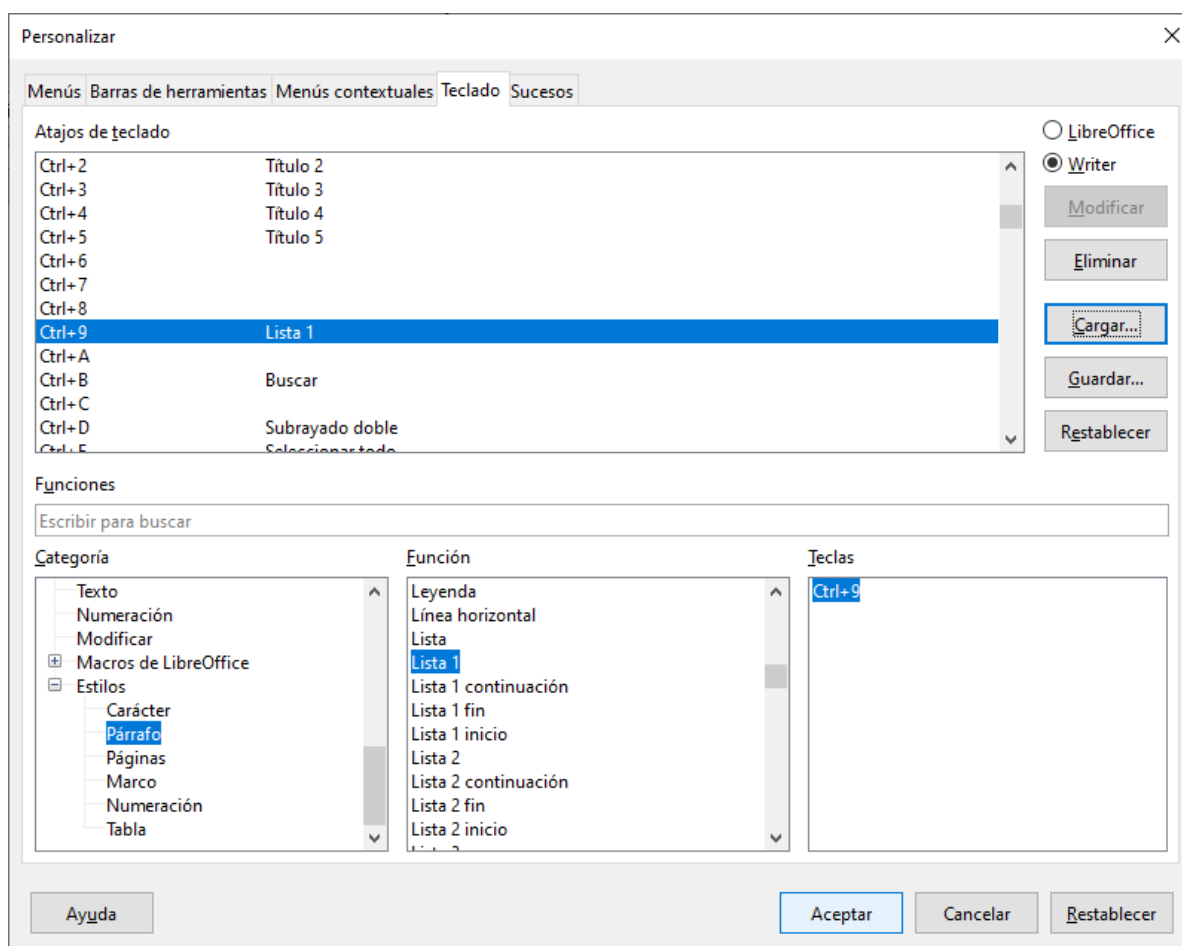 Personalizar
Menús Barras de herramientas Menús contextuales Teclado Sucesos
Atajos de teclado
LibreOffice
Writer
Ctrl+2 Título 2
Ctrl+3 Título 3
Ctrl+4 Título 4
Ctrl+5 Título 5
Ctrl+6
Ctrl+7
Ctrl+8
Ctrl+9 Lista 1
Ctrl+A
Ctrl+B Buscar
Ctrl+C
Ctrl+D Subrayado doble
Ctrl+E Seleccionar todo
Modificar
Eliminar
Cargar...
Guardar...
Restablecer
Funciones
Escribir para buscar
Categoría
Texto
Numeración
Modificar
Macros de LibreOffice
Estilos
Carácter
Párrafo
Páginas
Marco
Numeración
Tabla
Función
Leyenda
Línea horizontal
Lista
Lista 1
Lista 1 continuación
Lista 1 fin
Lista 1 inicio
Lista 2
Lista 2 continuación
Lista 2 fin
Lista 2 inicio
Teclas
Ctrl+9
Ayuda
Aceptar
Cancelar
Restablecer